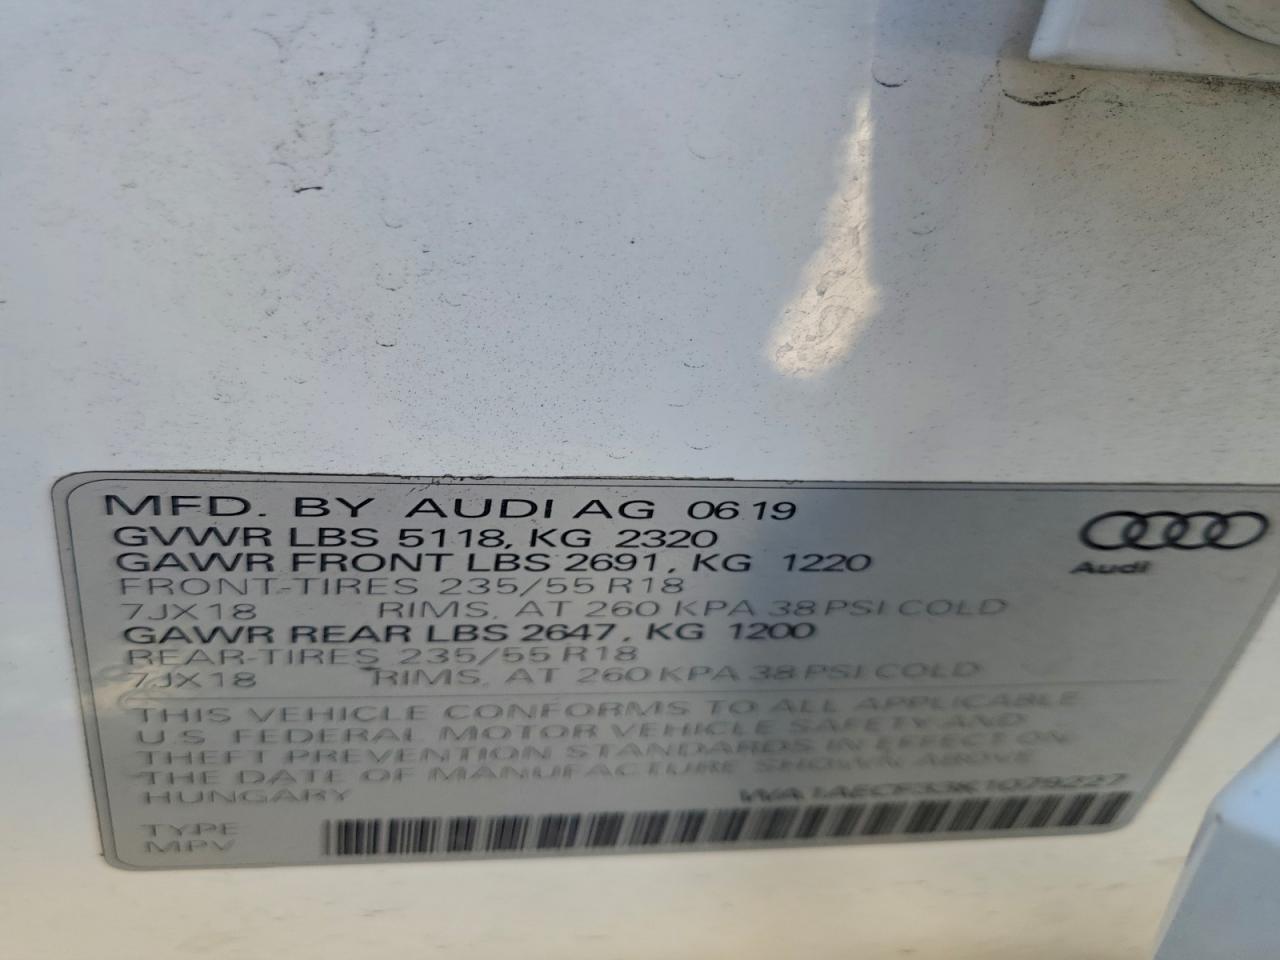 MFD. BY AUDI AG 06 19
GVWR LBS 5118, KG 2320
GAWR FRONT LBS 2691, KG 1220
FRONT-TIRES 235/55 R18
7JX18 RIMS, AT 260 KPA 38 PSI COLD
GAWR REAR LBS 2647, KG 1200
REAR-TIRES 235/55 R18
7JX18 RIMS, AT 260 KPA 38 PSI COLD
Audi
THIS VEHICLE CONFORMS TO ALL APPLICABLE
U.S. FEDERAL MOTOR VEHICLE SAFETY AND
THEFT PREVENTION STANDARDS IN EFFECT ON
THE DATE OF MANUFACTURE SHOWN ABOVE
HUNGARY WA1AECF33K1079227
TYPE
MPV